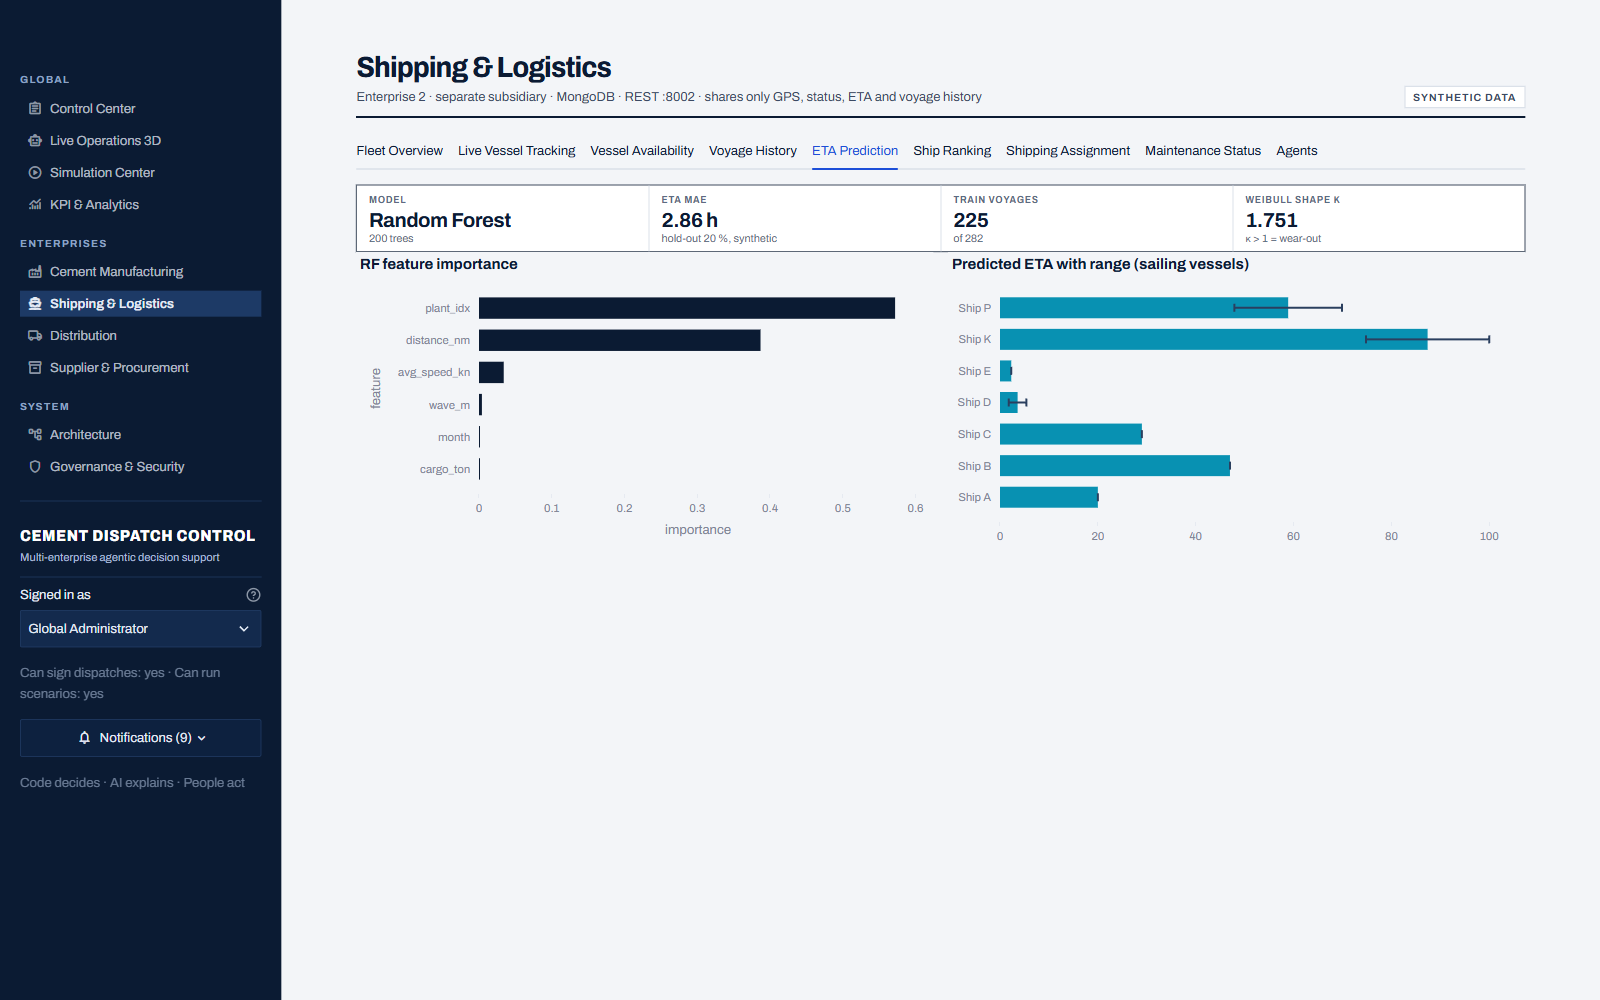 GLOBAL
Control Center
Live Operations 3D
Simulation Center
KPI & Analytics
ENTERPRISES
Cement Manufacturing
Shipping & Logistics
Distribution
Supplier & Procurement
SYSTEM
Architecture
Governance & Security
CEMENT DISPATCH CONTROL
Multi-enterprise agentic decision support
Signed in as
Global Administrator
Can sign dispatches: yes · Can run
scenarios: yes
Notifications (9)
Code decides · AI explains · People act
Shipping & Logistics
Enterprise 2 · separate subsidiary · MongoDB · REST :8002 · shares only GPS, status, ETA and voyage history
SYNTHETIC DATA
Fleet Overview Live Vessel Tracking Vessel Availability Voyage History ETA Prediction Ship Ranking Shipping Assignment Maintenance Status Agents
MODEL
Random Forest
200 trees
ETA MAE
2.86 h
hold-out 20 %, synthetic
TRAIN VOYAGES
225
of 282
WEIBULL SHAPE K
1.751
κ > 1 = wear-out
RF feature importance
feature
plant_idx
distance_nm
avg_speed_kn
wave_m
month
cargo_ton
0 0.1 0.2 0.3 0.4 0.5 0.6
importance
Predicted ETA with range (sailing vessels)
Ship P
Ship K
Ship E
Ship D
Ship C
Ship B
Ship A
0 20 40 60 80 100